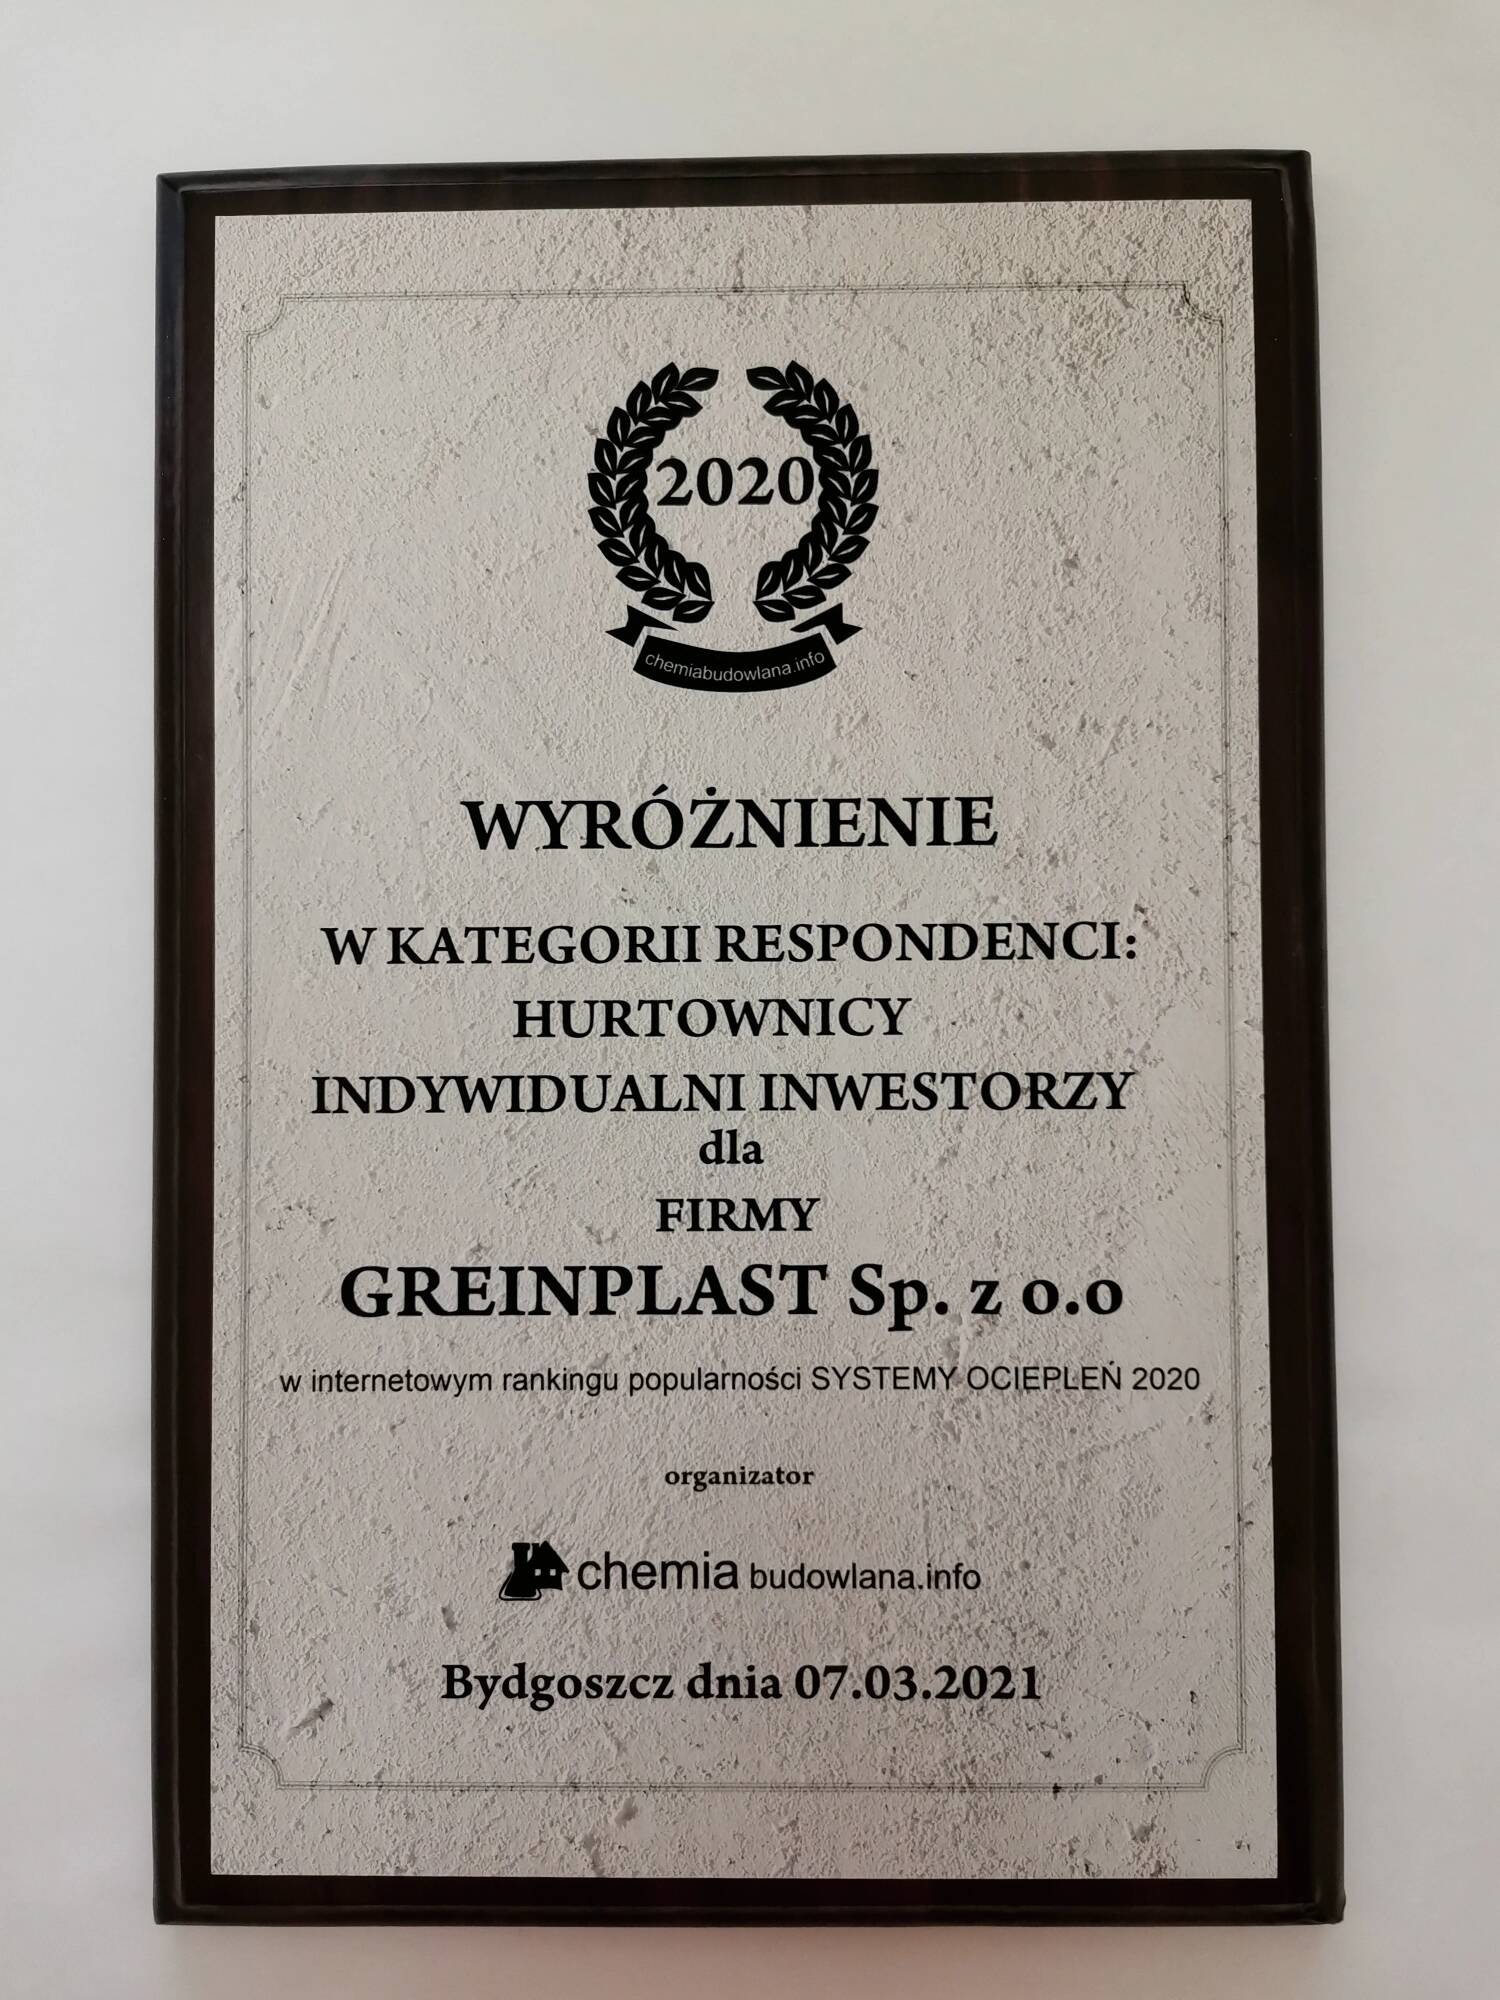 2020
chemiabudowlana.info
WYRÓŻNIENIE
W KATEGORII RESPONDENCI:
HURTOWNICY
INDYWIDUALNI INWESTORZY
dla
FIRMY
GREINPLAST Sp. z o.o
w internetowym rankingu popularności SYSTEMY OCIEPLEŃ 2020
organizator
chemia budowlana.info
Bydgoszcz dnia 07.03.2021